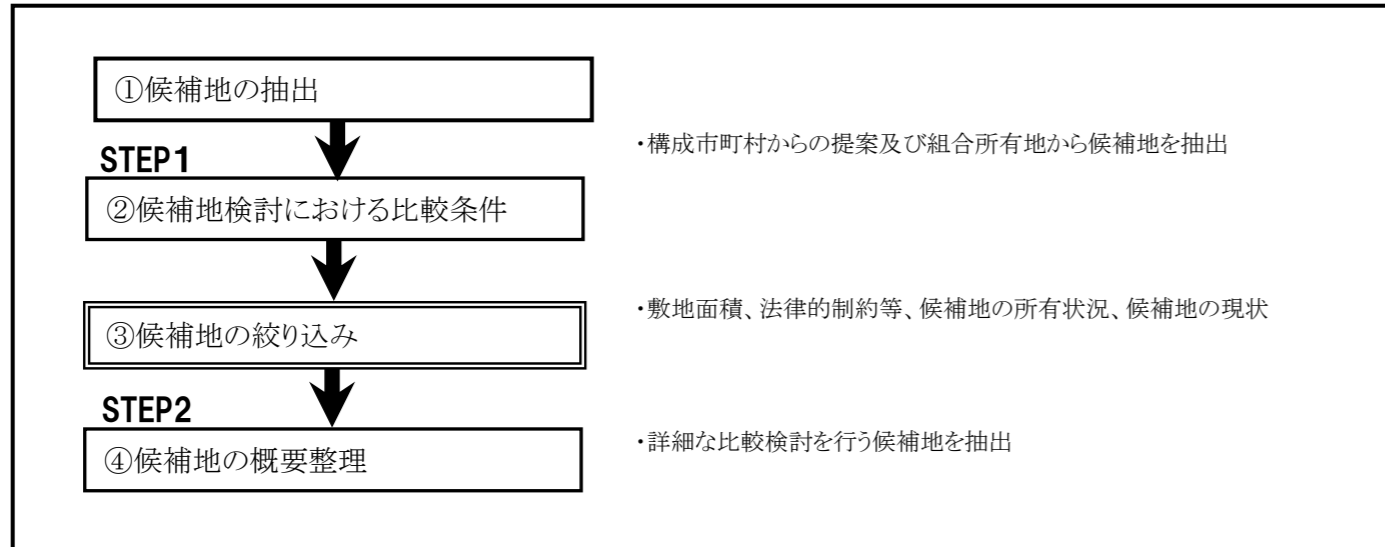 ①候補地の抽出
・構成市町村からの提案及び組合所有地から候補地を抽出
STEP1
②候補地検討における比較条件
・敷地面積、法律的制約等、候補地の所有状況、候補地の現状
③候補地の絞り込み
STEP2
・詳細な比較検討を行う候補地を抽出
④候補地の概要整理